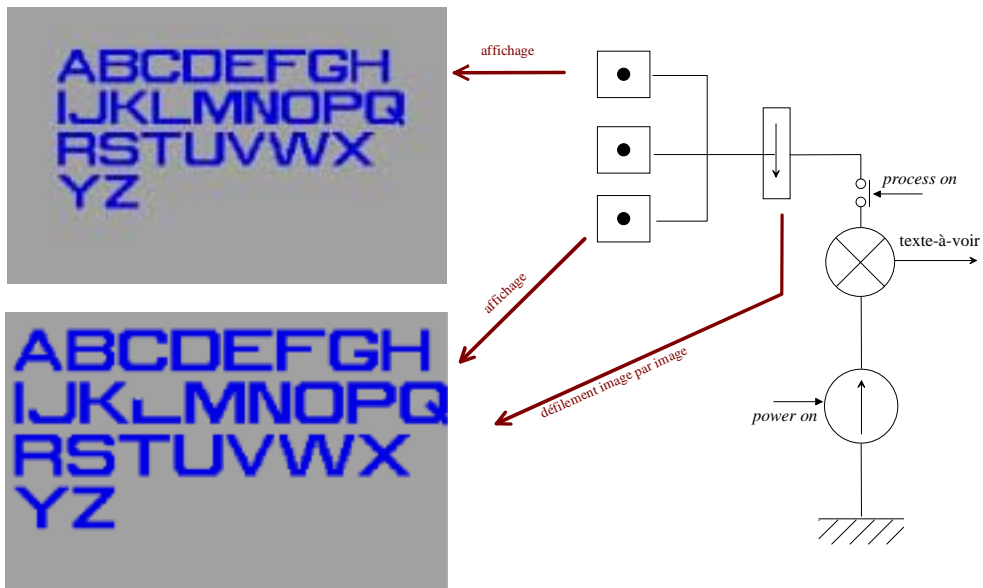 ABCDEFGH
IJKLMNOPQ
RSTUVWX
YZ
affichage
process on
texte-à-voir
affichage
ABCDEFGH
IJKLMNOPQ
RSTUVWX
YZ
défilement image par image
power on